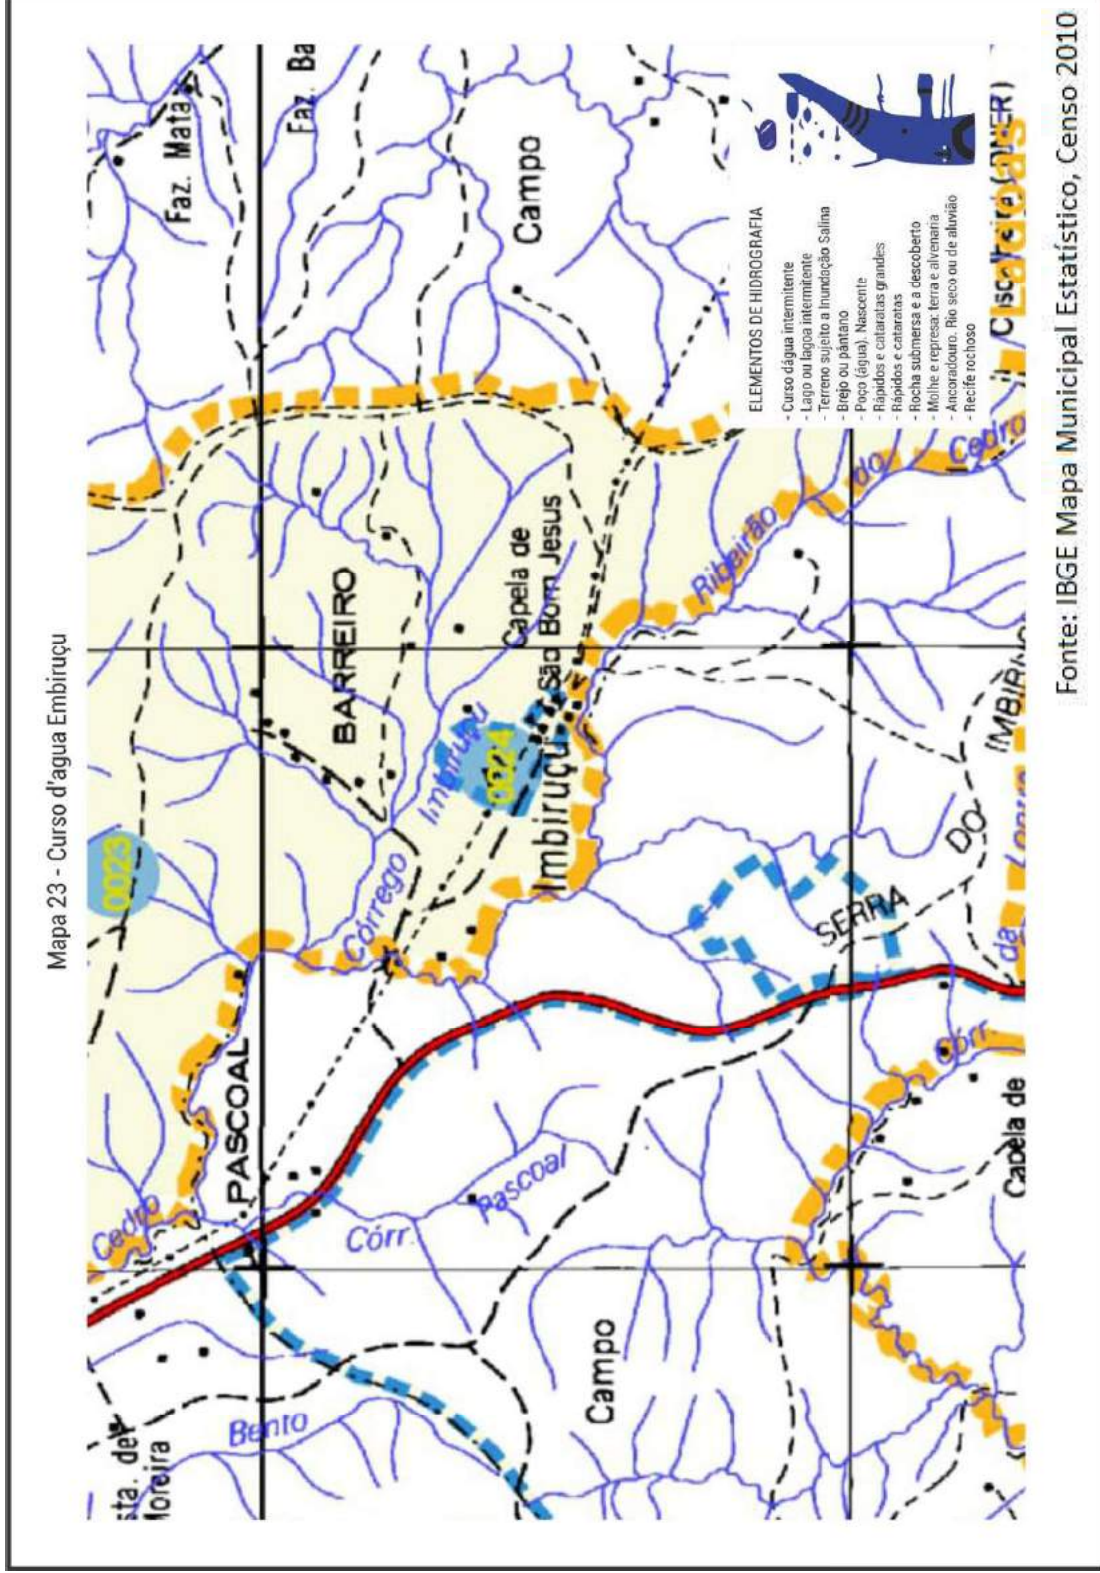 Mapa 23 - Curso d'agua Embiruçu
sta. de
Moreira
Bento
Cedro
PASCOAL
0023
Faz. Mata
Faz. Ba
Córr.
Pascoal
Córrego
Imbiruçu
BARREIRO
0024
Imbiruçu
Capela de
São Bom Jesus
Campo
Campo
Ribeirão
do
Cedro
SERRA
DO
da
Córr.
Capela de
ELEMENTOS DE HIDROGRAFIA
- Curso dágua intermitente
- Lago ou lagoa intermitente
- Terreno sujeito a Inundação Salina
- Brejo ou pântano
- Poço (água). Nascente
- Rápidos e cataratas grandes
- Rápidos e cataratas
- Rocha submersa e a descoberto
- Molhe e represa: terra e alvenaria
- Ancoradouro. Rio seco ou de aluvião
- Recife rochoso
Fonte: IBGE Mapa Municipal Estatístico, Censo 2010